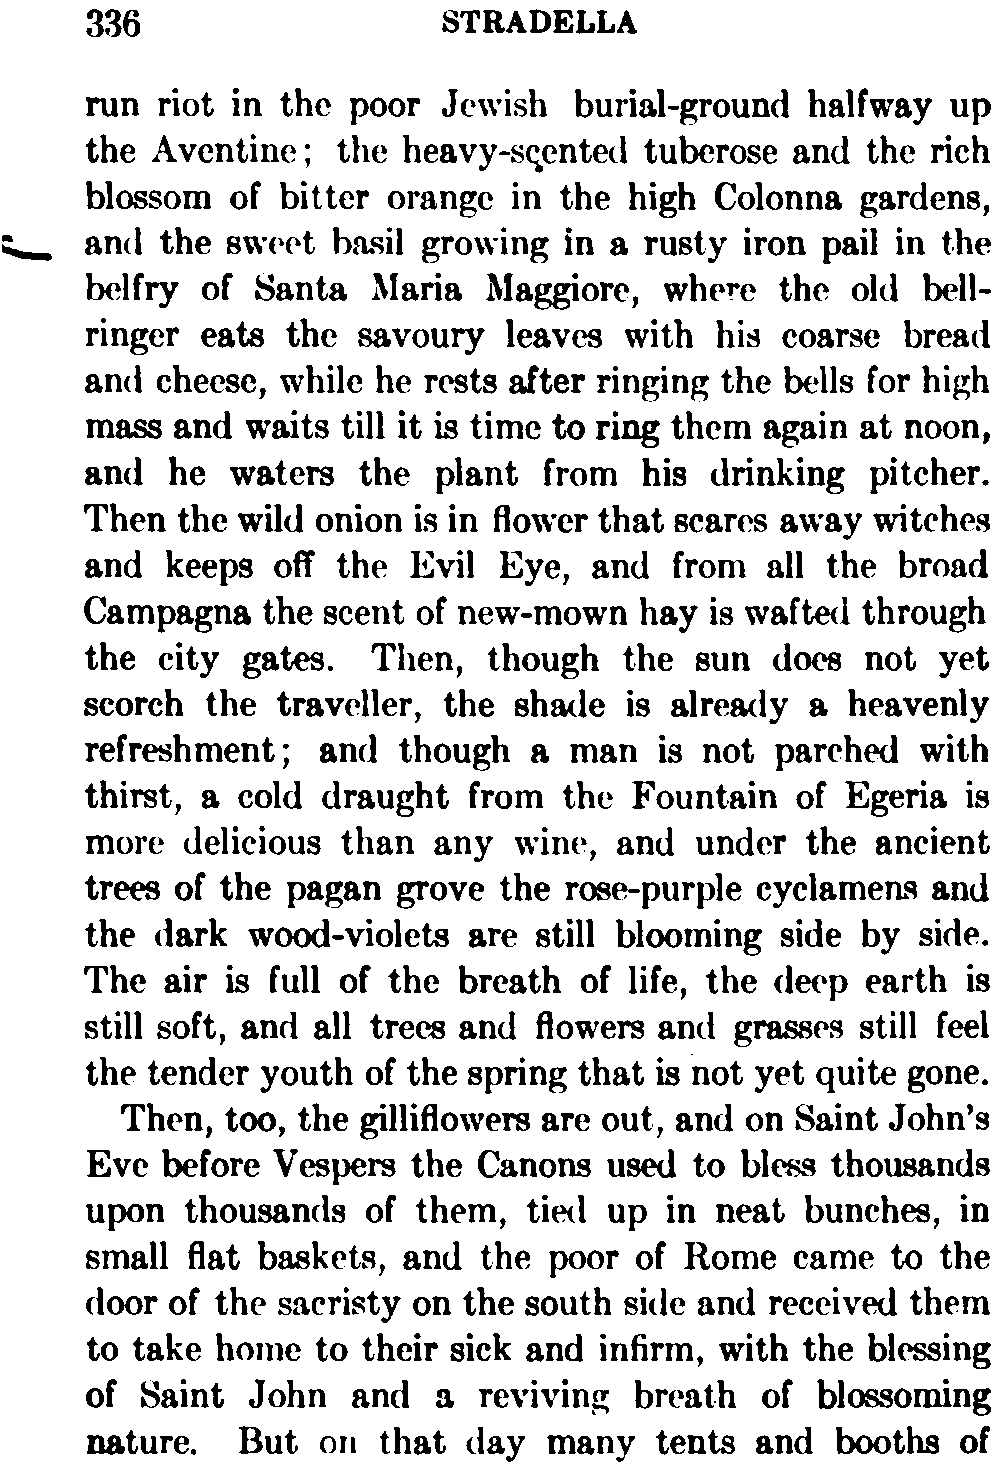 336 STRADELLA
run riot in the poor Jewish burial-ground halfway up
the Aventine; the heavy-scented tuberose and the rich
blossom of bitter orange in the high Colonna gardens,
and the sweet basil growing in a rusty iron pail in the
belfry of Santa Maria Maggiore, where the old bell-
ringer eats the savoury leaves with his coarse bread
and cheese, while he rests after ringing the bells for high
mass and waits till it is time to ring them again at noon,
and he waters the plant from his drinking pitcher.
Then the wild onion is in flower that scares away witches
and keeps off the Evil Eye, and from all the broad
Campagna the scent of new-mown hay is wafted through
the city gates. Then, though the sun does not yet
scorch the traveller, the shade is already a heavenly
refreshment; and though a man is not parched with
thirst, a cold draught from the Fountain of Egeria is
more delicious than any wine, and under the ancient
trees of the pagan grove the rose-purple cyclamens and
the dark wood-violets are still blooming side by side.
The air is full of the breath of life, the deep earth is
still soft, and all trees and flowers and grasses still feel
the tender youth of the spring that is not yet quite gone.
Then, too, the gilliflowers are out, and on Saint John's
Eve before Vespers the Canons used to bless thousands
upon thousands of them, tied up in neat bunches, in
small flat baskets, and the poor of Rome came to the
door of the sacristy on the south side and received them
to take home to their sick and infirm, with the blessing
of Saint John and a reviving breath of blossoming
nature. But on that day many tents and booths of